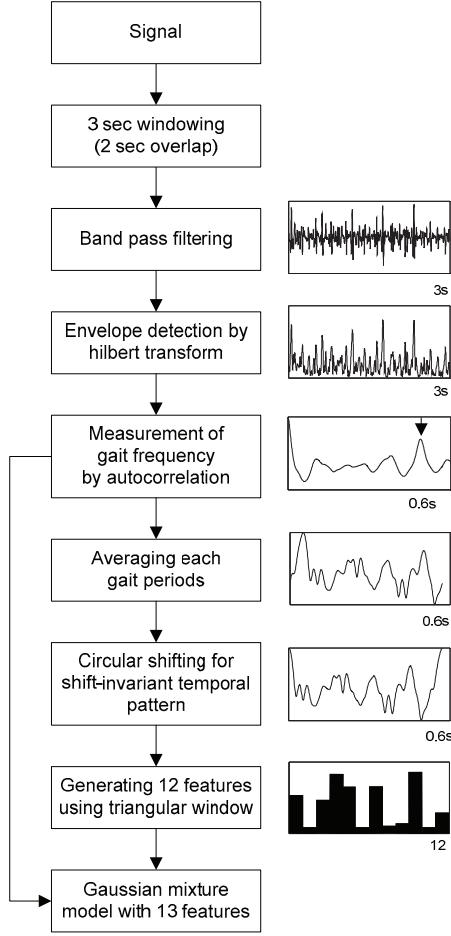 Signal
3 sec windowing
(2 sec overlap)
Band pass filtering
3s
Envelope detection by
hilbert transform
3s
Measurement of
gait frequency
by autocorrelation
0.6s
Averaging each
gait periods
0.6s
Circular shifting for
shift-invariant temporal
pattern
0.6s
Generating 12 features
using triangular window
12
Gaussian mixture
model with 13 features